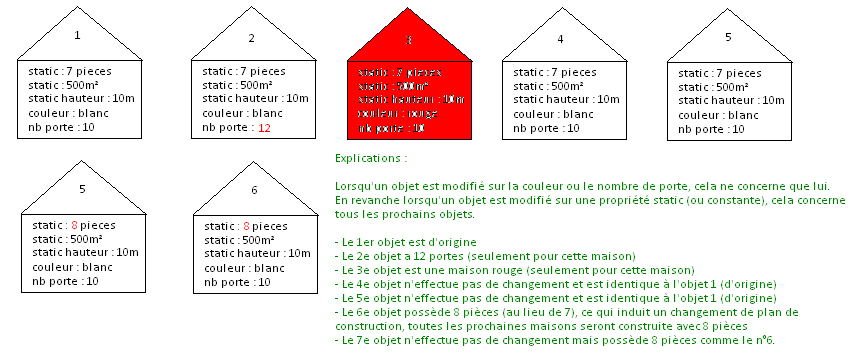 1
static : 7 pieces
static : 500m²
static hauteur : 10m
couleur : blanc
nb porte : 10
2
static : 7 pieces
static : 500m²
static hauteur : 10m
couleur : blanc
nb porte : 12
3
static : 7 pieces
static : 500m²
static hauteur : 10m
couleur : rouge
nb porte : 10
4
static : 7 pieces
static : 500m²
static hauteur : 10m
couleur : blanc
nb porte : 10
5
static : 7 pieces
static : 500m²
static hauteur : 10m
couleur : blanc
nb porte : 10
5
static : 8 pieces
static : 500m²
static hauteur : 10m
couleur : blanc
nb porte : 10
6
static : 8 pieces
static : 500m²
static hauteur : 10m
couleur : blanc
nb porte : 10
Explications :
Lorsqu'un objet est modifié sur la couleur ou le nombre de porte, cela ne concerne que lui.
En revanche lorsqu'un objet est modifié sur une propriété static (ou constante), cela concerne
tous les prochains objets.
- Le 1er objet est d'origine
- Le 2e objet a 12 portes (seulement pour cette maison)
- Le 3e objet est une maison rouge (seulement pour cette maison)
- Le 4e objet n'effectue pas de changement et est identique à l'objet 1 (d'origine)
- Le 5e objet n'effectue pas de changement et est identique à l'objet 1 (d'origine)
- Le 6e objet possède 8 pièces (au lieu de 7), ce qui induit un changement de plan de
construction, toutes les prochaines maisons seront construite avec 8 pièces
- Le 7e objet n'effectue pas de changement mais possède 8 pièces comme le n°6.